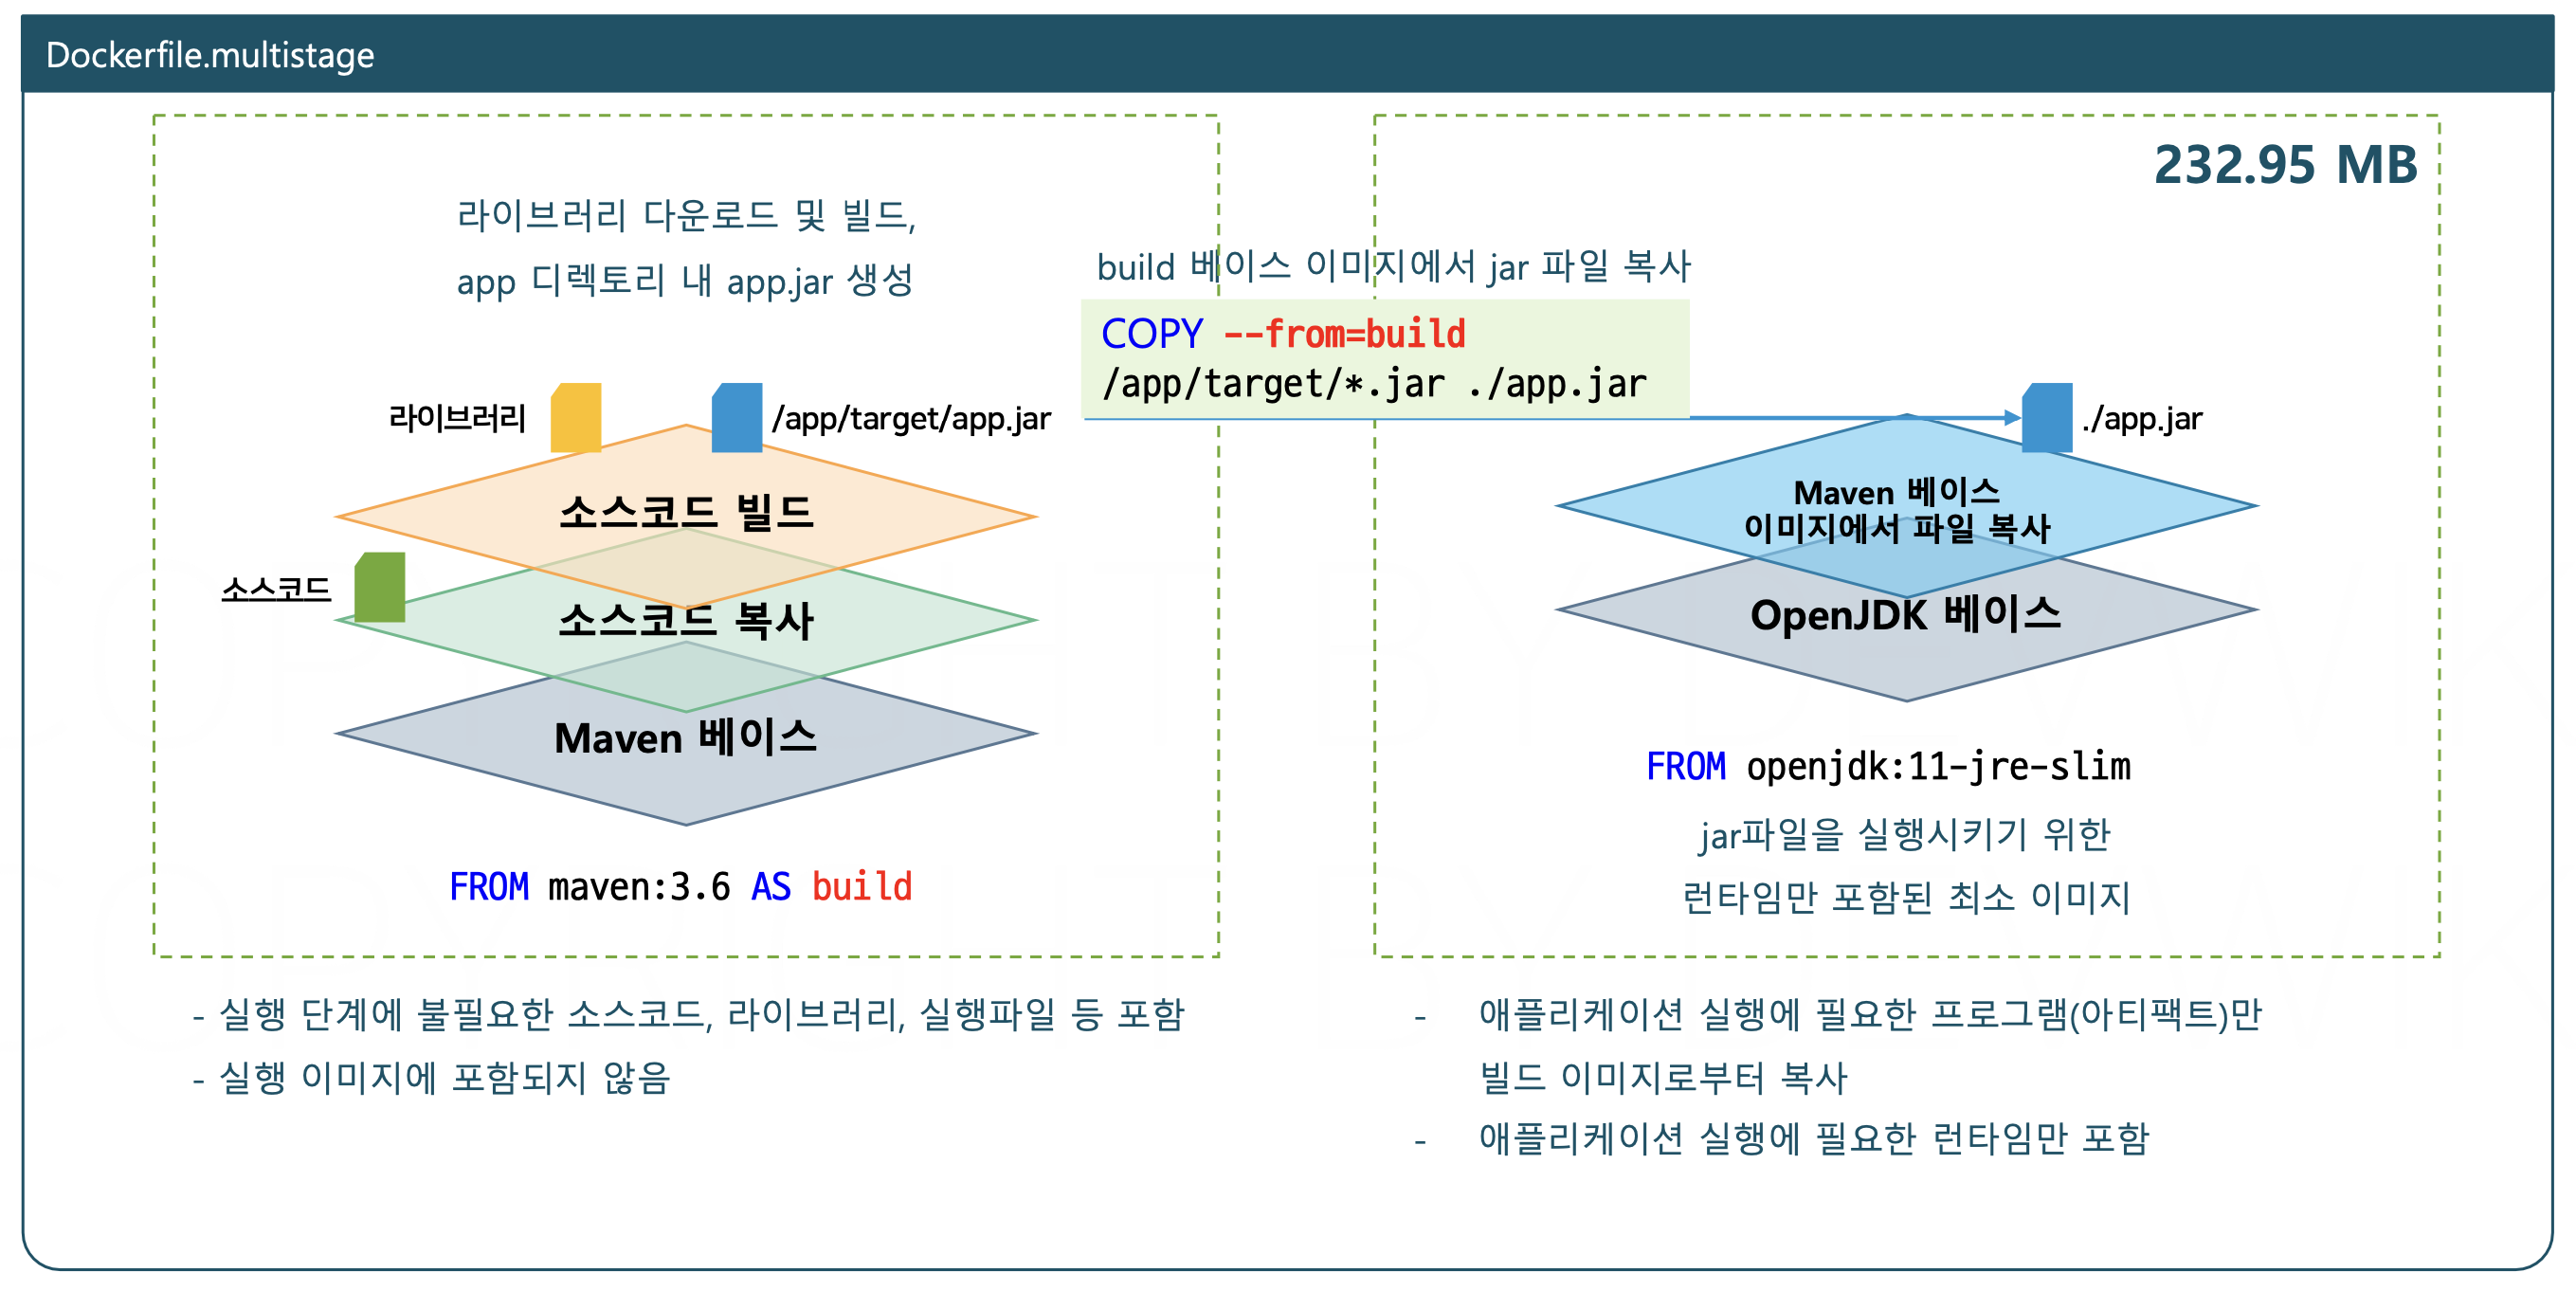 Dockerfile.multistage
라이브러리 다운로드 및 빌드,
app 디렉토리 내 app.jar 생성
라이브러리
/app/target/app.jar
소스코드 빌드
소스코드
소스코드 복사
Maven 베이스
FROM maven:3.6 AS build
- 실행 단계에 불필요한 소스코드, 라이브러리, 실행파일 등 포함
- 실행 이미지에 포함되지 않음
build 베이스 이미지에서 jar 파일 복사
COPY --from=build
/app/target/*.jar ./app.jar
232.95 MB
./app.jar
Maven 베이스
이미지에서 파일 복사
OpenJDK 베이스
FROM openjdk:11-jre-slim
jar파일을 실행시키기 위한
런타임만 포함된 최소 이미지
- 애플리케이션 실행에 필요한 프로그램(아티팩트)만
빌드 이미지로부터 복사
- 애플리케이션 실행에 필요한 런타임만 포함